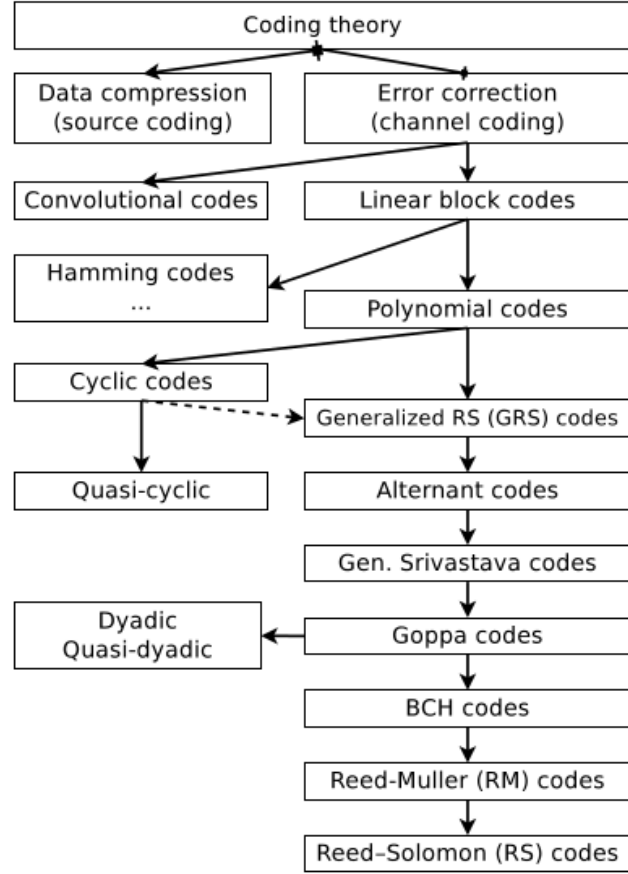 Coding theory
Data compression
(source coding)
Error correction
(channel coding)
Convolutional codes
Linear block codes
Hamming codes
...
Polynomial codes
Cyclic codes
Generalized RS (GRS) codes
Quasi-cyclic
Alternant codes
Gen. Srivastava codes
Dyadic
Quasi-dyadic
Goppa codes
BCH codes
Reed-Muller (RM) codes
Reed–Solomon (RS) codes